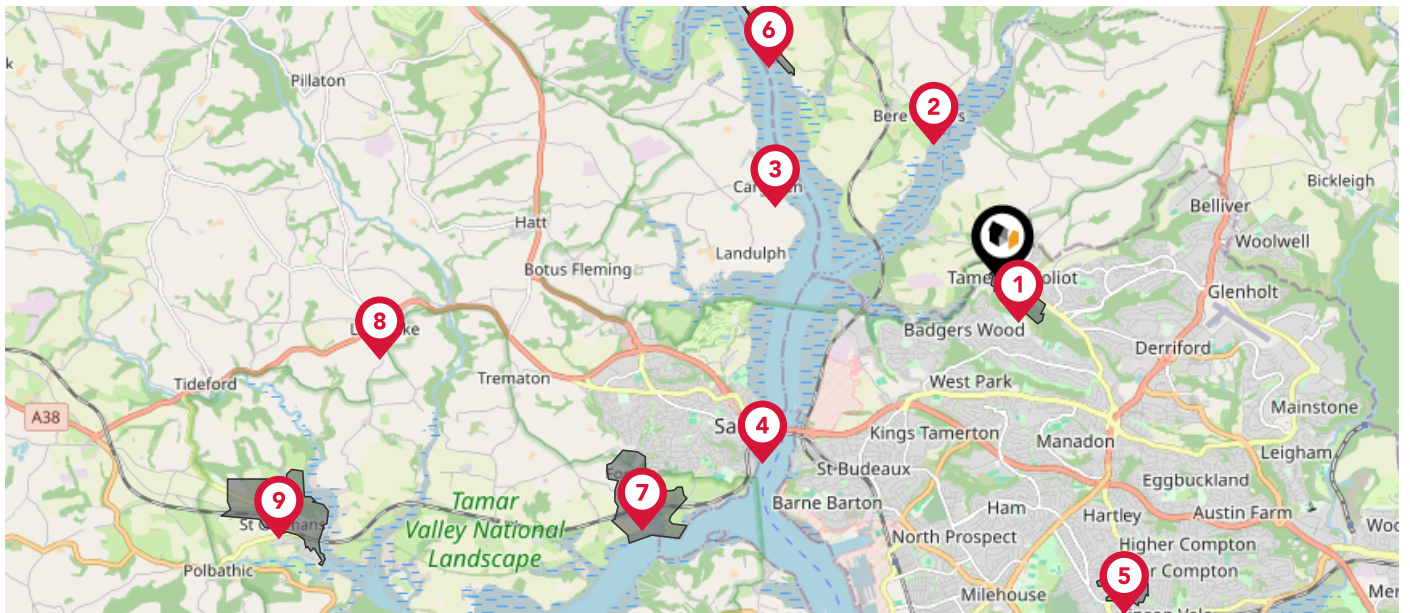 6
Pillaton
2
3
Bickleigh
Belliver
Hatt
Woolwell
Landulph
Botus Fleming
1
Glenholt
8
Badgers Wood
Derriford
Trematon
West Park
Tideford
A38
Mainstone
4
Kings Tamerton
Manadon
Leigham
St Budeaux
Eggbuckland
7
9
Tamar
Valley National
Landscape
Barne Barton
Ham
Hartley
Austin Farm
North Prospect
Higher Compton
Polbathic
5
Compton
Milehouse